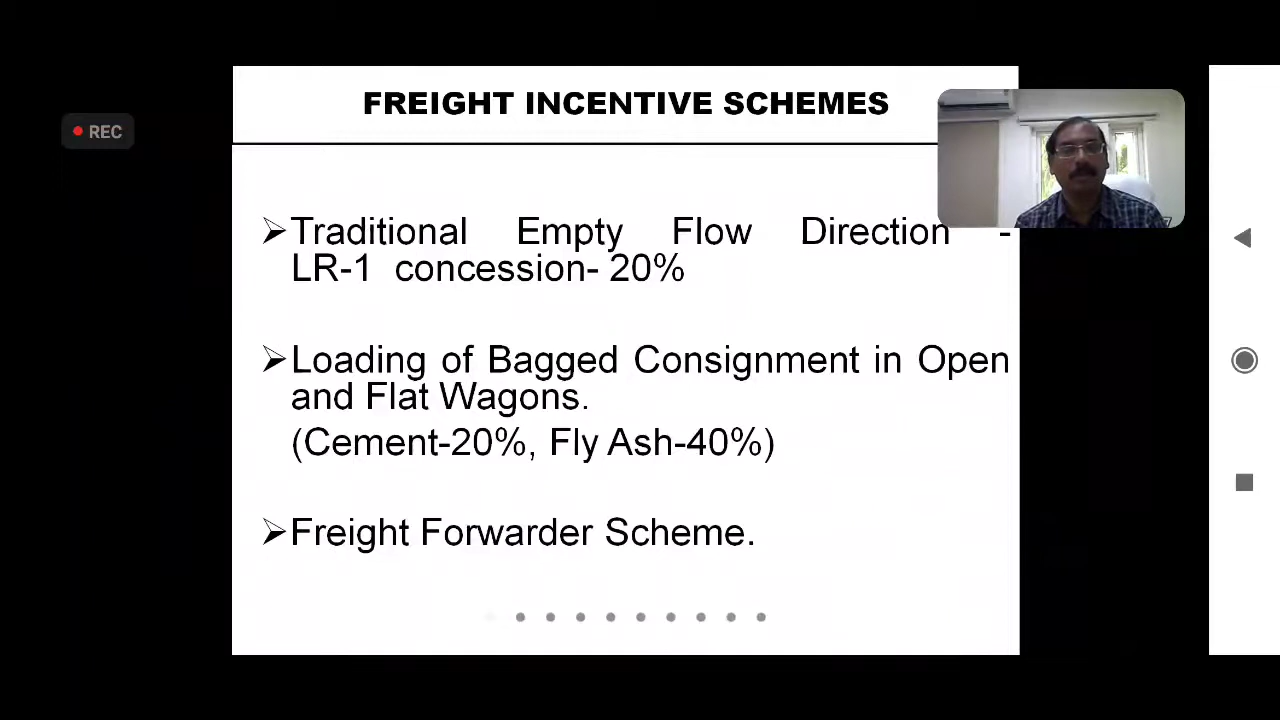 FREIGHT INCENTIVE SCHEMES
REC
➢Traditional Empty Flow Direction -
LR-1 concession- 20%
➢Loading of Bagged Consignment in Open
and Flat Wagons.
(Cement-20%, Fly Ash-40%)
➢Freight Forwarder Scheme.